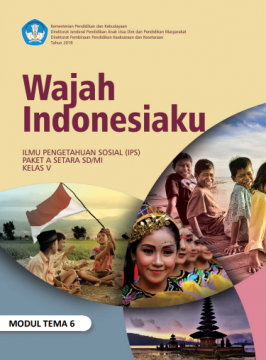 Kementerian Pendidikan dan Kebudayaan
Direktorat Jenderal Pendidikan Anak Usia Dini dan Pendidikan Masyarakat
Direktorat Pembinaan Pendidikan Keaksaraan dan Kesetaraan
Tahun 2018
Wajah
Indonesiaku
ILMU PENGETAHUAN SOSIAL (IPS)
PAKET A SETARA SD/MI
KELAS V
MODUL TEMA 6